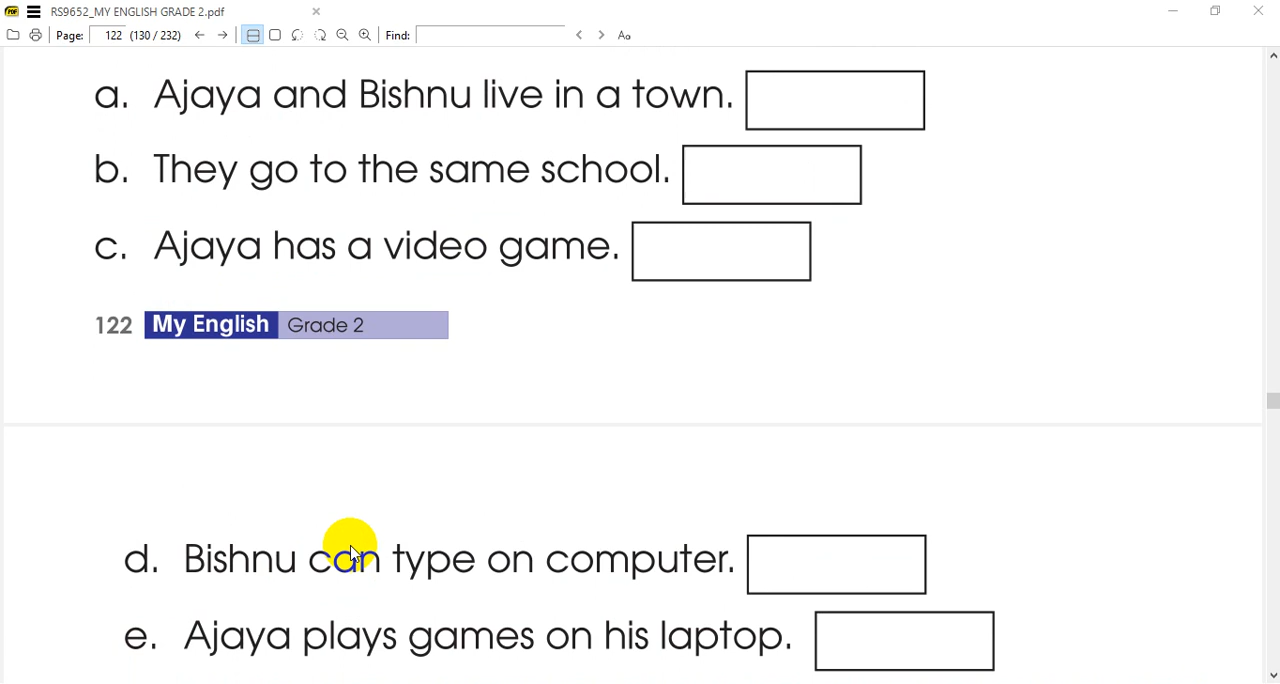 RS9652_MY ENGLISH GRADE 2.pdf
Page: 122 (130 / 232) Find:
a. Ajaya and Bishnu live in a town.
b. They go to the same school.
c. Ajaya has a video game.
122 My English Grade 2
d. Bishnu can type on computer.
e. Ajaya plays games on his laptop.